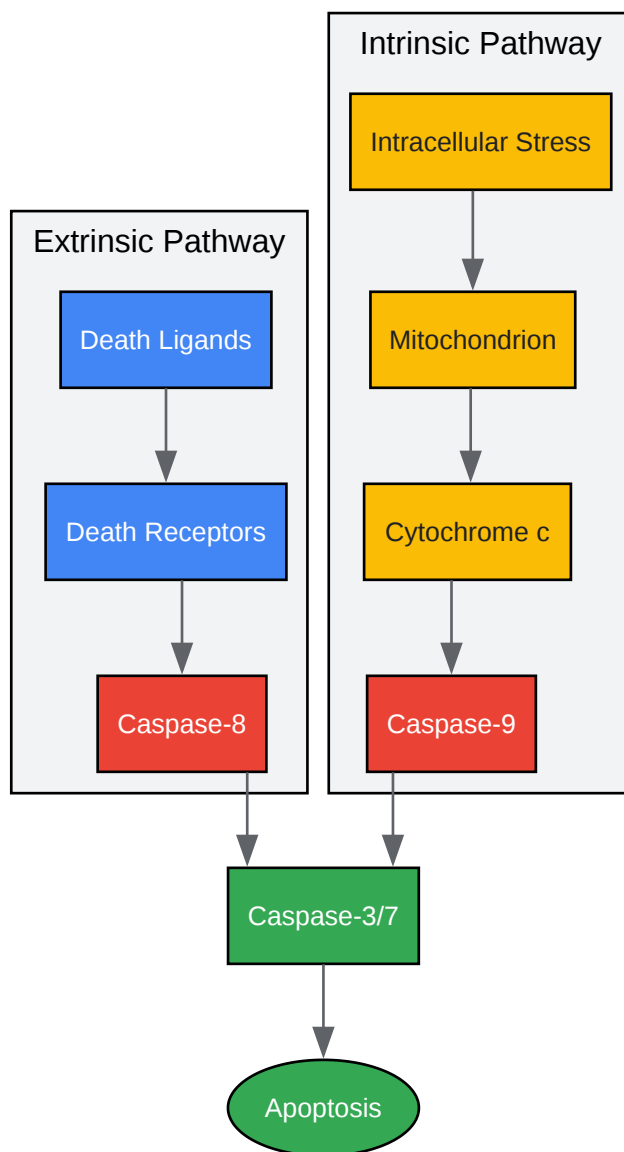 Extrinsic Pathway
Death Ligands
Death Receptors
Caspase-8
Intrinsic Pathway
Intracellular Stress
Mitochondrion
Cytochrome c
Caspase-9
Caspase-3/7
Apoptosis